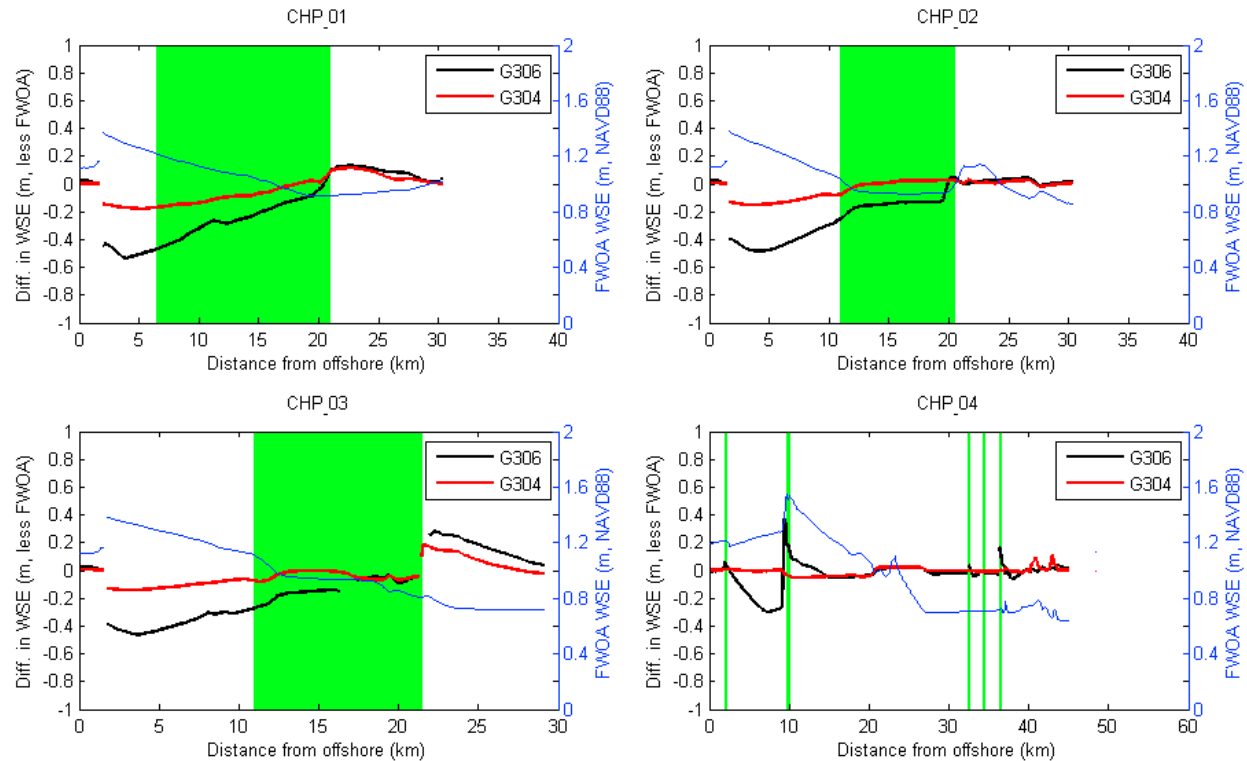 CHP_01
1
0.8
0.6
0.4
0.2
0
-0.2
-0.4
-0.6
-0.8
-1
Diff. in WSE (m, less FWOA)
0 5 10 15 20 25 30 35 40
Distance from offshore (km)
2
1.6
1.2
0.8
0.4
0
FWOA WSE (m, NAVD88)
G306
G304
CHP_02
1
0.8
0.6
0.4
0.2
0
-0.2
-0.4
-0.6
-0.8
-1
Diff. in WSE (m, less FWOA)
0 5 10 15 20 25 30 35 40
Distance from offshore (km)
2
1.6
1.2
0.8
0.4
0
FWOA WSE (m, NAVD88)
G306
G304
CHP_03
1
0.8
0.6
0.4
0.2
0
-0.2
-0.4
-0.6
-0.8
-1
Diff. in WSE (m, less FWOA)
0 5 10 15 20 25 30
Distance from offshore (km)
2
1.6
1.2
0.8
0.4
0
FWOA WSE (m, NAVD88)
G306
G304
CHP_04
1
0.8
0.6
0.4
0.2
0
-0.2
-0.4
-0.6
-0.8
-1
Diff. in WSE (m, less FWOA)
0 10 20 30 40 50 60
Distance from offshore (km)
2
1.6
1.2
0.8
0.4
0
FWOA WSE (m, NAVD88)
G306
G304